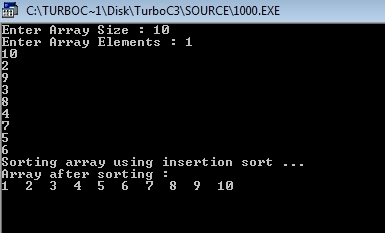 C:\TURBOC~1\Disk\TurboC3\SOURCE\1000.EXE
Enter Array Size : 10
Enter Array Elements : 1
10
2
9
3
8
4
7
5
6
Sorting array using insertion sort ...
Array after sorting :
1  2  3  4  5  6  7  8  9  10